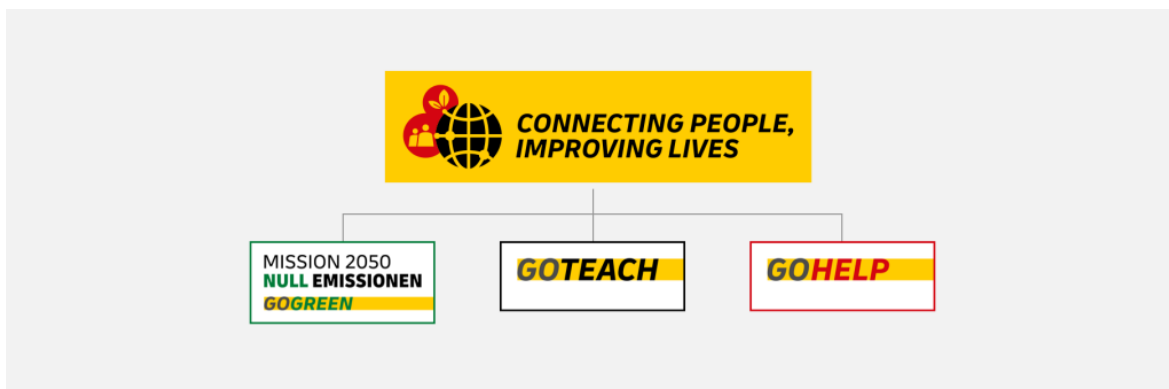 CONNECTING PEOPLE,
IMPROVING LIVES
MISSION 2050
NULL EMISSIONEN
GOGREEN
GOTEACH
GOHELP